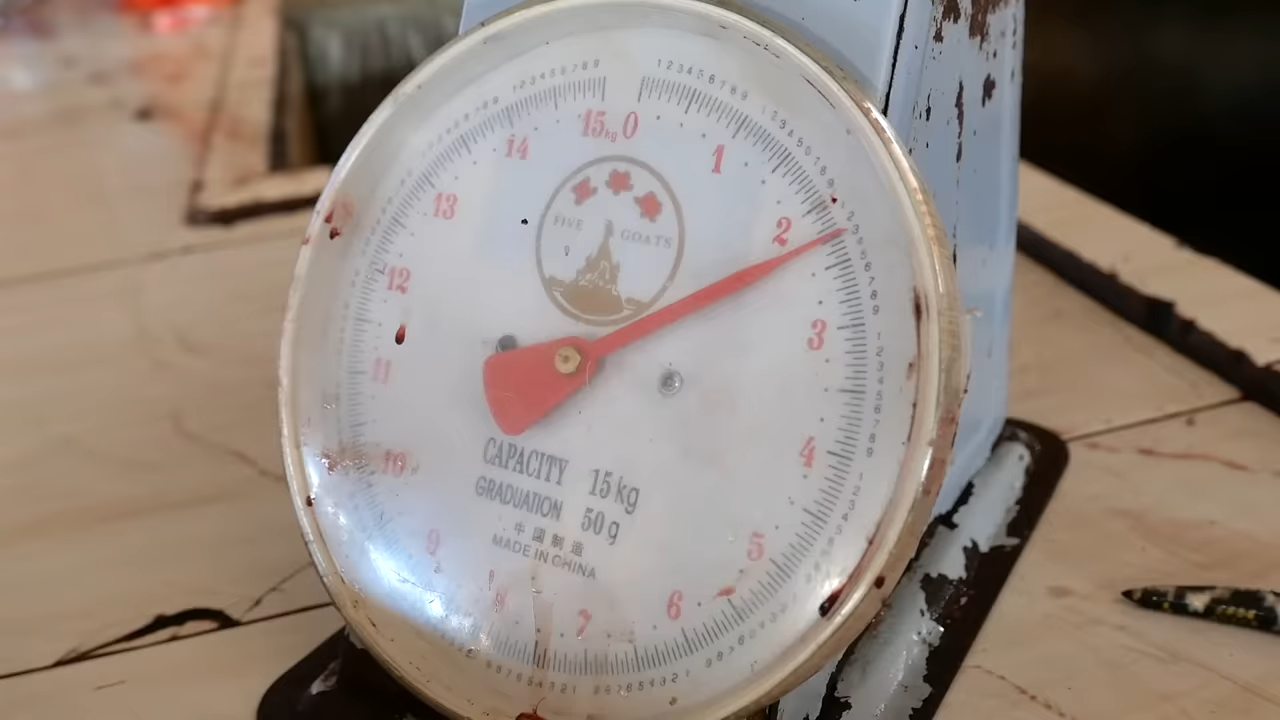 15kg 0
14
1
13
2
FIVE GOATS
12
3
11
4
10
CAPACITY 15kg
GRADUATION 50g
中國制造
MADE IN CHINA
9
5
8
6
7